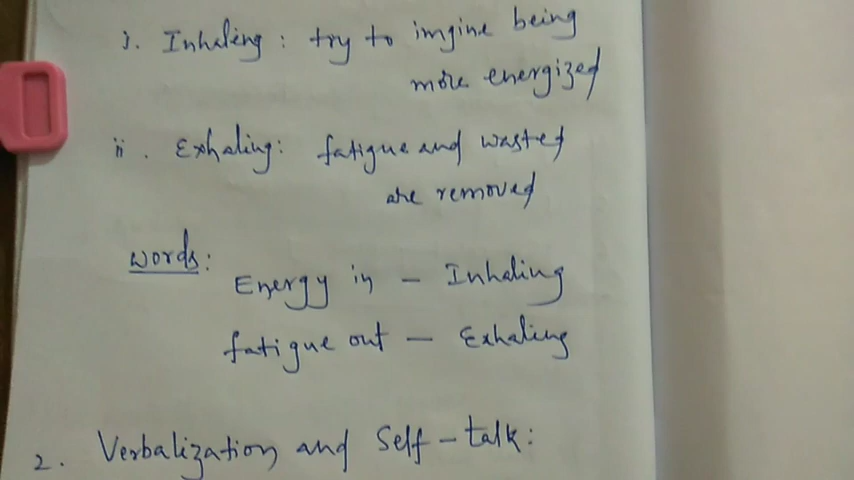 i. Inhaling: try to imgine being
more energized
ii. Exhaling: fatigue and wasted
are removed
words:
Energy in - Inhaling
fatigue out - Exhaling
2. Verbalization and Self-talk: